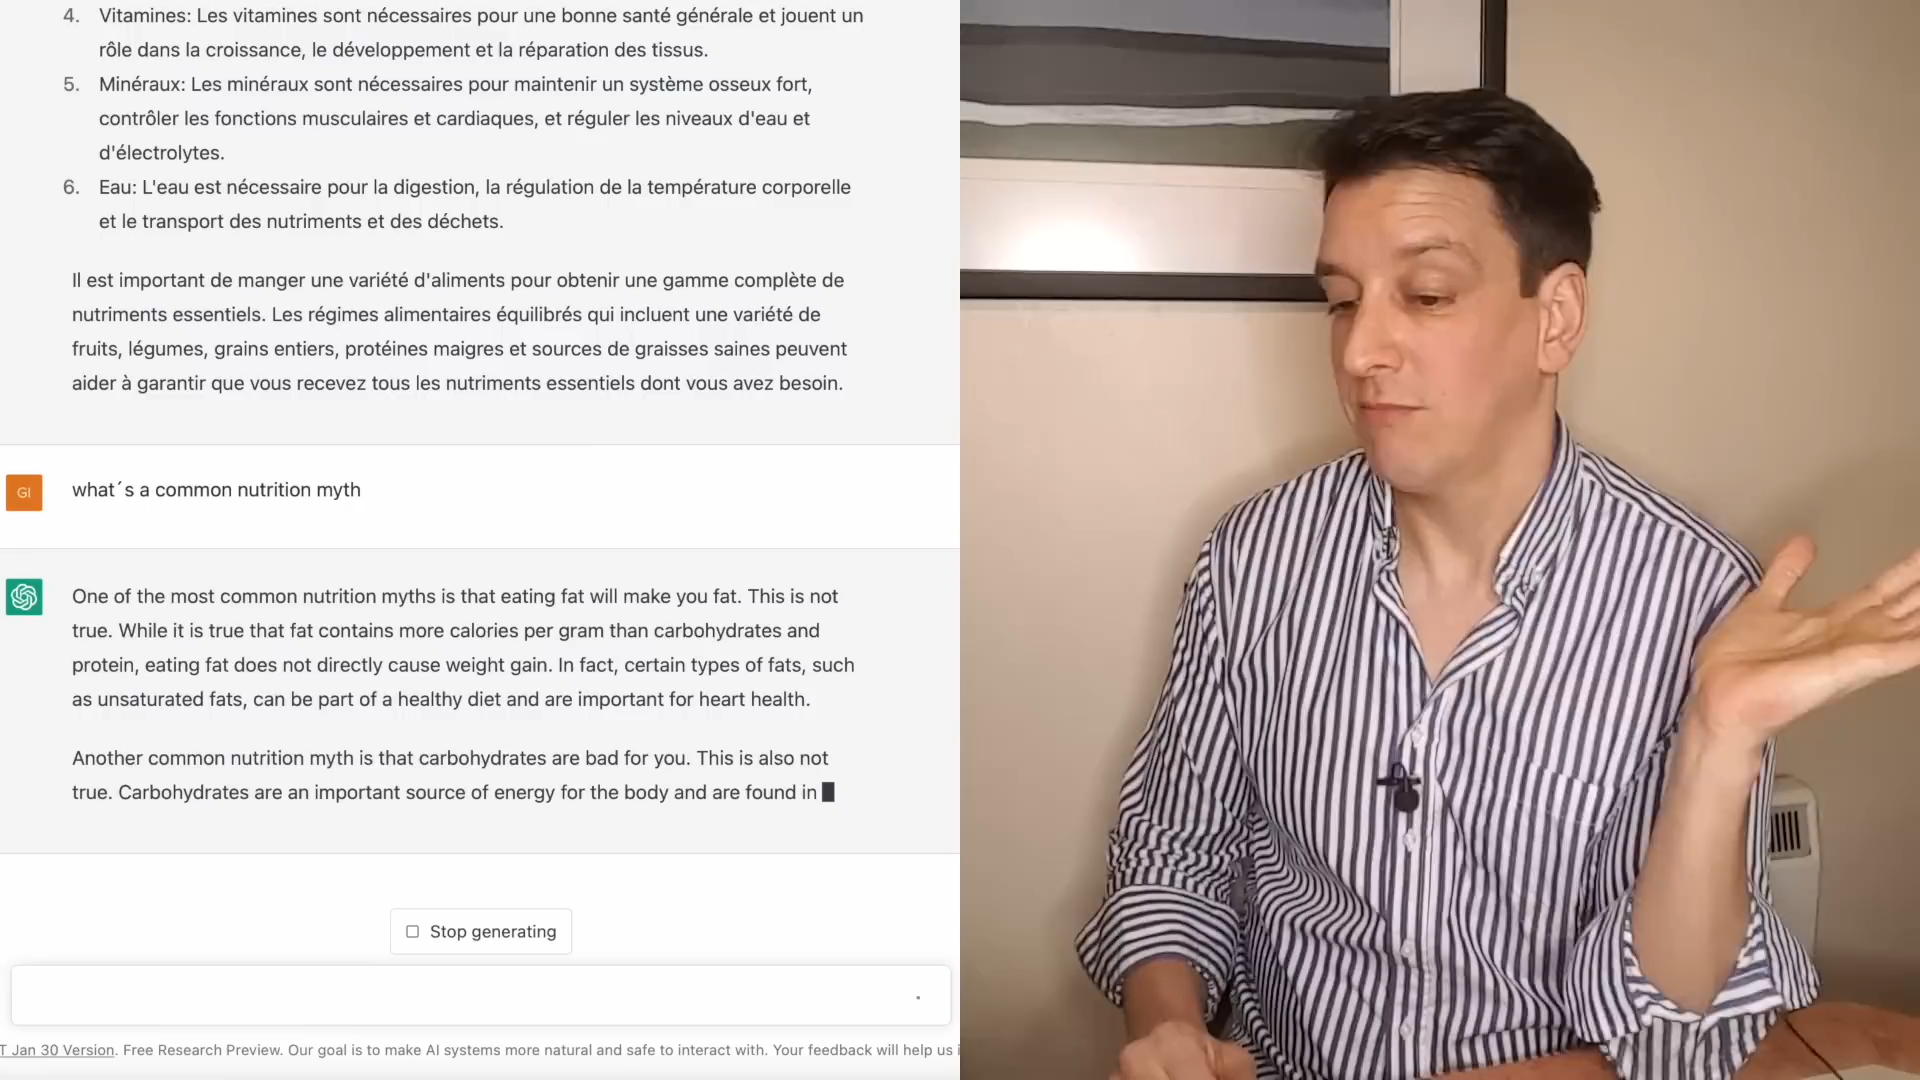 4. Vitamines: Les vitamines sont nécessaires pour une bonne santé générale et jouent un
rôle dans la croissance, le développement et la réparation des tissus.
5. Minéraux: Les minéraux sont nécessaires pour maintenir un système osseux fort,
contrôler les fonctions musculaires et cardiaques, et réguler les niveaux d'eau et
d'électrolytes.
6. Eau: L'eau est nécessaire pour la digestion, la régulation de la température corporelle
et le transport des nutriments et des déchets.
Il est important de manger une variété d'aliments pour obtenir une gamme complète de
nutriments essentiels. Les régimes alimentaires équilibrés qui incluent une variété de
fruits, légumes, grains entiers, protéines maigres et sources de graisses saines peuvent
aider à garantir que vous recevez tous les nutriments essentiels dont vous avez besoin.
GI
what´s a common nutrition myth
One of the most common nutrition myths is that eating fat will make you fat. This is not
true. While it is true that fat contains more calories per gram than carbohydrates and
protein, eating fat does not directly cause weight gain. In fact, certain types of fats, such
as unsaturated fats, can be part of a healthy diet and are important for heart health.
Another common nutrition myth is that carbohydrates are bad for you. This is also not
true. Carbohydrates are an important source of energy for the body and are found in
Stop generating
T Jan 30 Version. Free Research Preview. Our goal is to make AI systems more natural and safe to interact with. Your feedback will help us